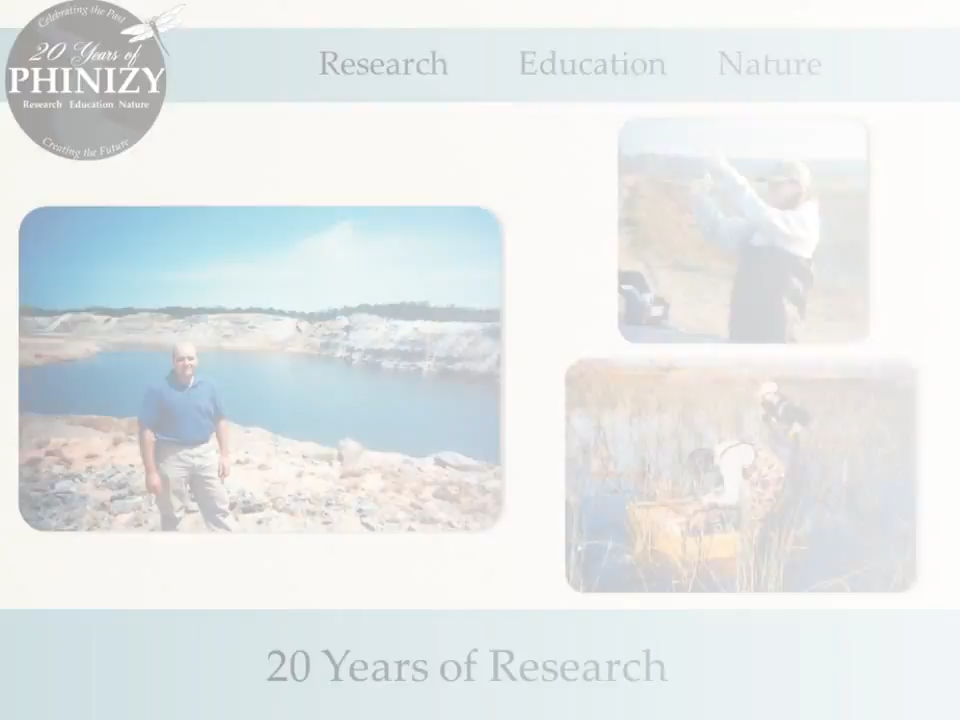 Celebrating the Past
20 Years of
PHINIZY
Research Education Nature
Creating the Future
Research Education Nature
20 Years of Research